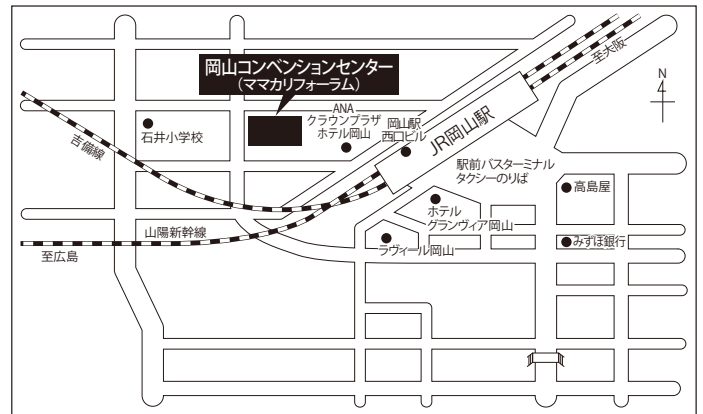 至大阪
N
岡山コンベンションセンター
（ママカリフォーラム）
ANA
クラウンプラザ
ホテル岡山
岡山駅
西口ビル
JR岡山駅
石井小学校
吉備線
駅前バスターミナル
タクシーのりば
高島屋
ホテル
グランヴィア岡山
みずほ銀行
ラヴィール岡山
山陽新幹線
至広島